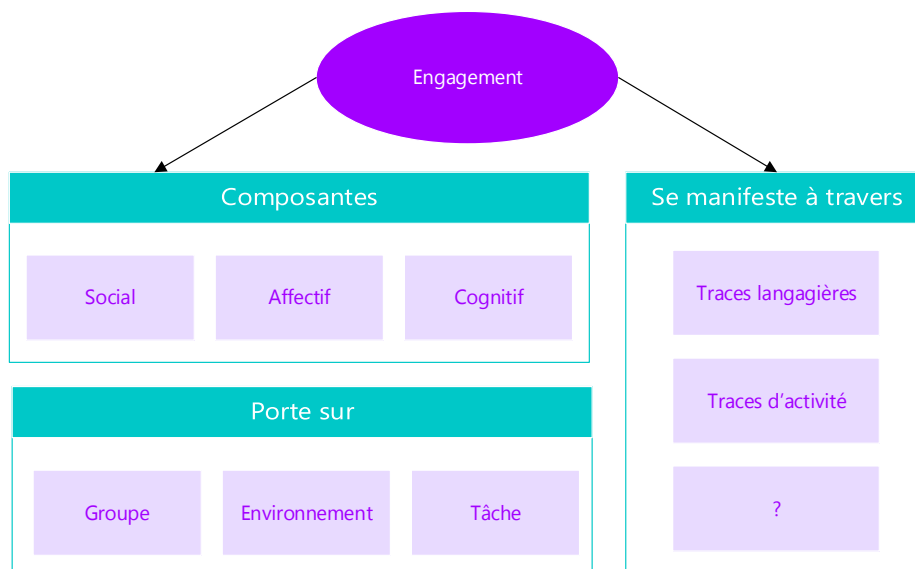 Engagement
Composantes
Social
Affectif
Cognitif
Porte sur
Groupe
Environnement
Tâche
Se manifeste à travers
Traces langagières
Traces d’activité
?